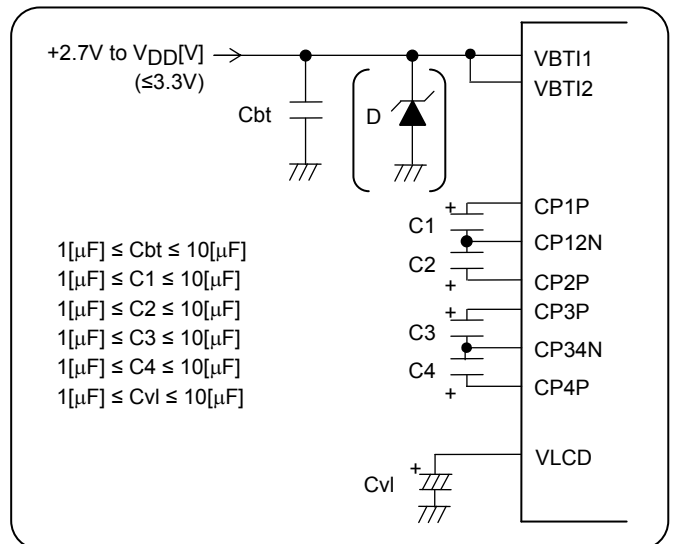 +2.7V to VDD[V]
(≤3.3V)
VBTI1
VBTI2
Cbt
D
CP1P
+
C1
CP12N
C2
CP2P
+
CP3P
+
C3
CP34N
C4
CP4P
+
1[μF] ≤ Cbt ≤ 10[μF]
1[μF] ≤ C1 ≤ 10[μF]
1[μF] ≤ C2 ≤ 10[μF]
1[μF] ≤ C3 ≤ 10[μF]
1[μF] ≤ C4 ≤ 10[μF]
1[μF] ≤ Cvl ≤ 10[μF]
VLCD
+
Cvl